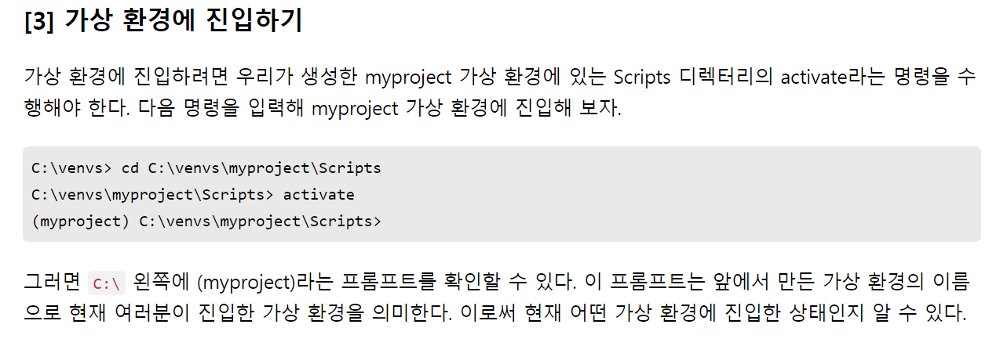 [3] 가상 환경에 진입하기
가상 환경에 진입하려면 우리가 생성한 myproject 가상 환경에 있는 Scripts 디렉터리의 activate라는 명령을 수
행해야 한다. 다음 명령을 입력해 myproject 가상 환경에 진입해 보자.
C:\venvs> cd C:\venvs\myproject\Scripts
C:\venvs\myproject\Scripts> activate
(myproject) C:\venvs\myproject\Scripts>
그러면 C:\ 왼쪽에 (myproject)라는 프롬프트를 확인할 수 있다. 이 프롬프트는 앞에서 만든 가상 환경의 이름
으로 현재 여러분이 진입한 가상 환경을 의미한다. 이로써 현재 어떤 가상 환경에 진입한 상태인지 알 수 있다.